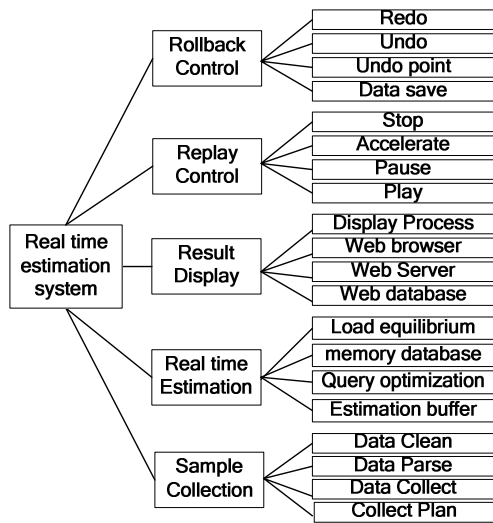 Real time
estimation
system
Rollback
Control
Redo
Undo
Undo point
Data save
Replay
Control
Stop
Accelerate
Pause
Play
Result
Display
Display Process
Web browser
Web Server
Web database
Real time
Estimation
Load equilibrium
memory database
Query optimization
Estimation buffer
Sample
Collection
Data Clean
Data Parse
Data Collect
Collect Plan